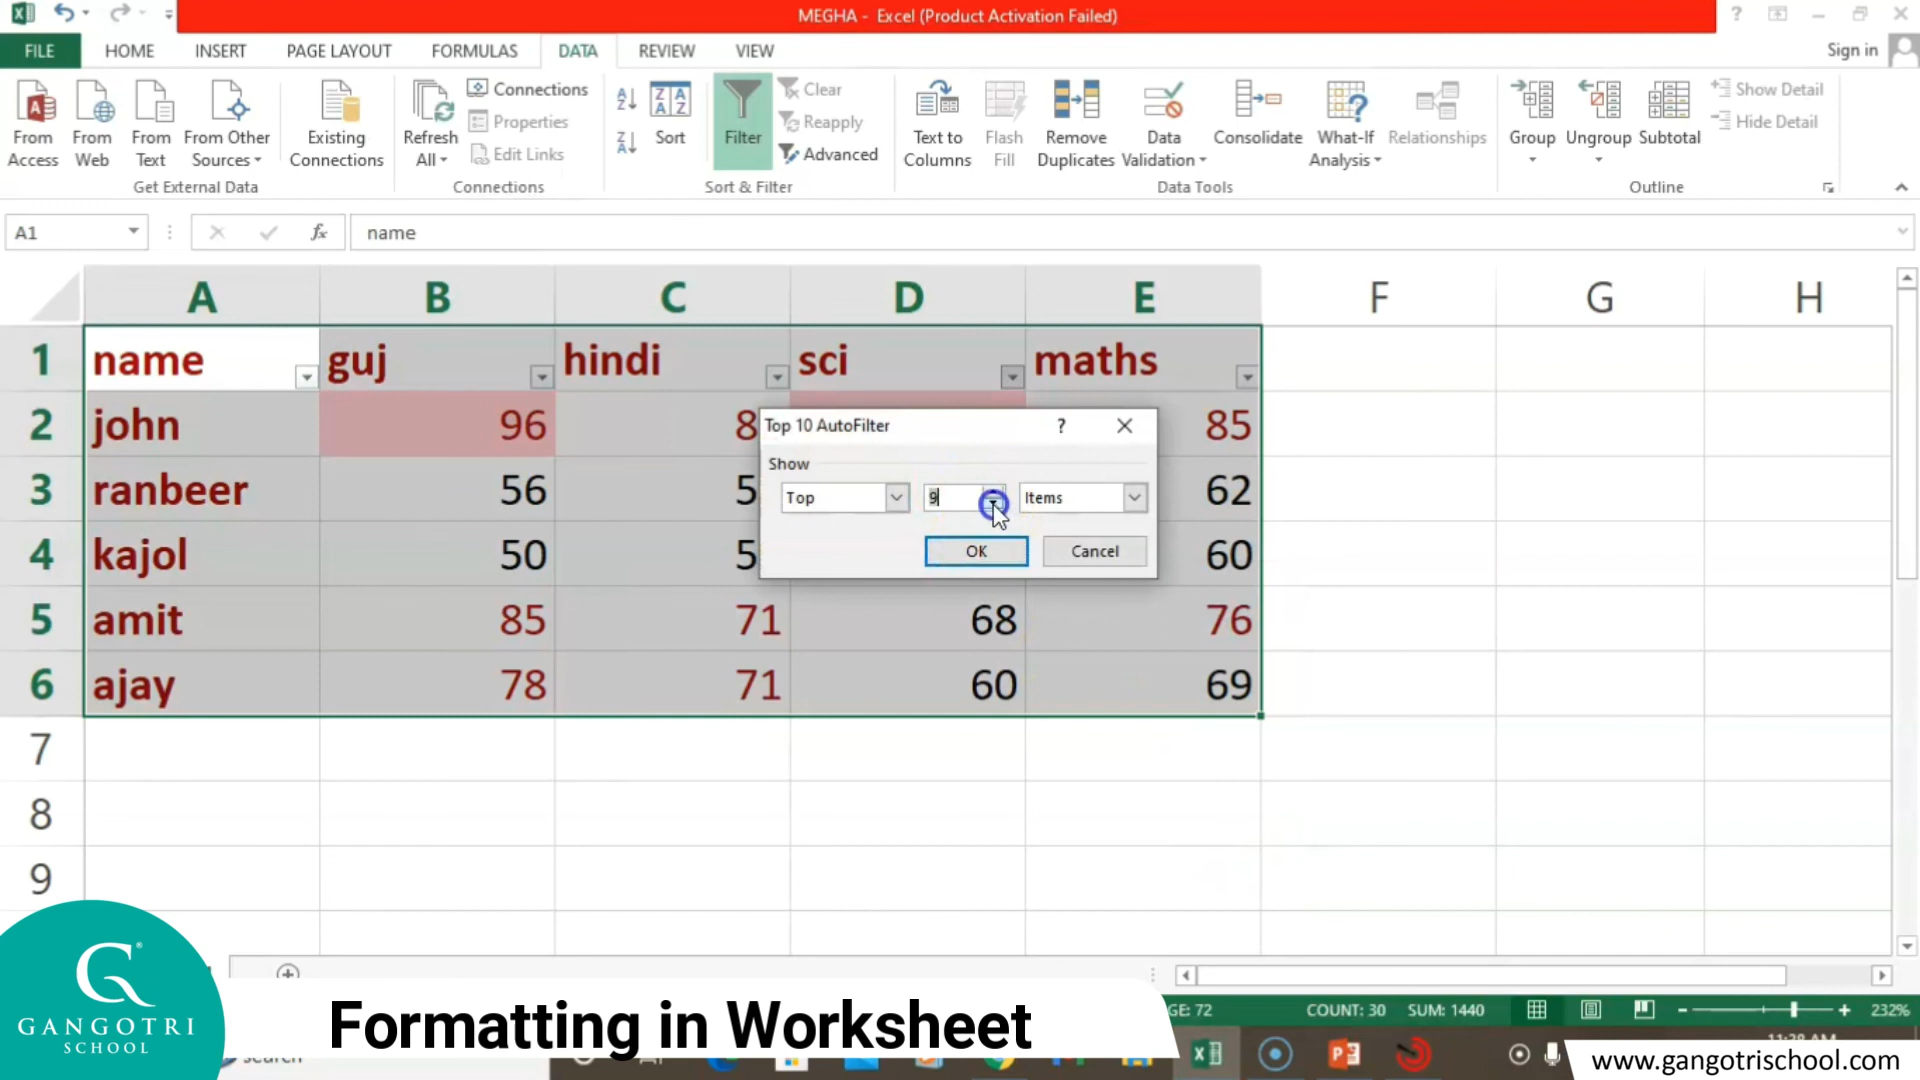 MEGHA - Excel (Product Activation Failed)
FILE HOME INSERT PAGE LAYOUT FORMULAS DATA REVIEW VIEW Sign in
From Access
From Web
From Text
From Other Sources
Existing Connections
Refresh All
Connections
Properties
Edit Links
Sort
Filter
Clear
Reapply
Advanced
Text to Columns
Flash Fill
Remove Duplicates
Data Validation
Consolidate
What-If Analysis
Relationships
Group
Ungroup
Subtotal
Show Detail
Hide Detail
Get External Data Connections Sort & Filter Data Tools Outline
A1 fx name
A B C D E F G H
1 name guj hindi sci maths
2 john 96 8 85
3 ranbeer 56 5 62
4 kajol 50 5 60
5 amit 85 71 68 76
6 ajay 78 71 60 69
7
8
9
Top 10 AutoFilter ?
Show
Top 9 Items
OK Cancel
GE: 72 COUNT: 30 SUM: 1440 232%
GANGOTRI
SCHOOL
Formatting in Worksheet
www.gangotrischool.com